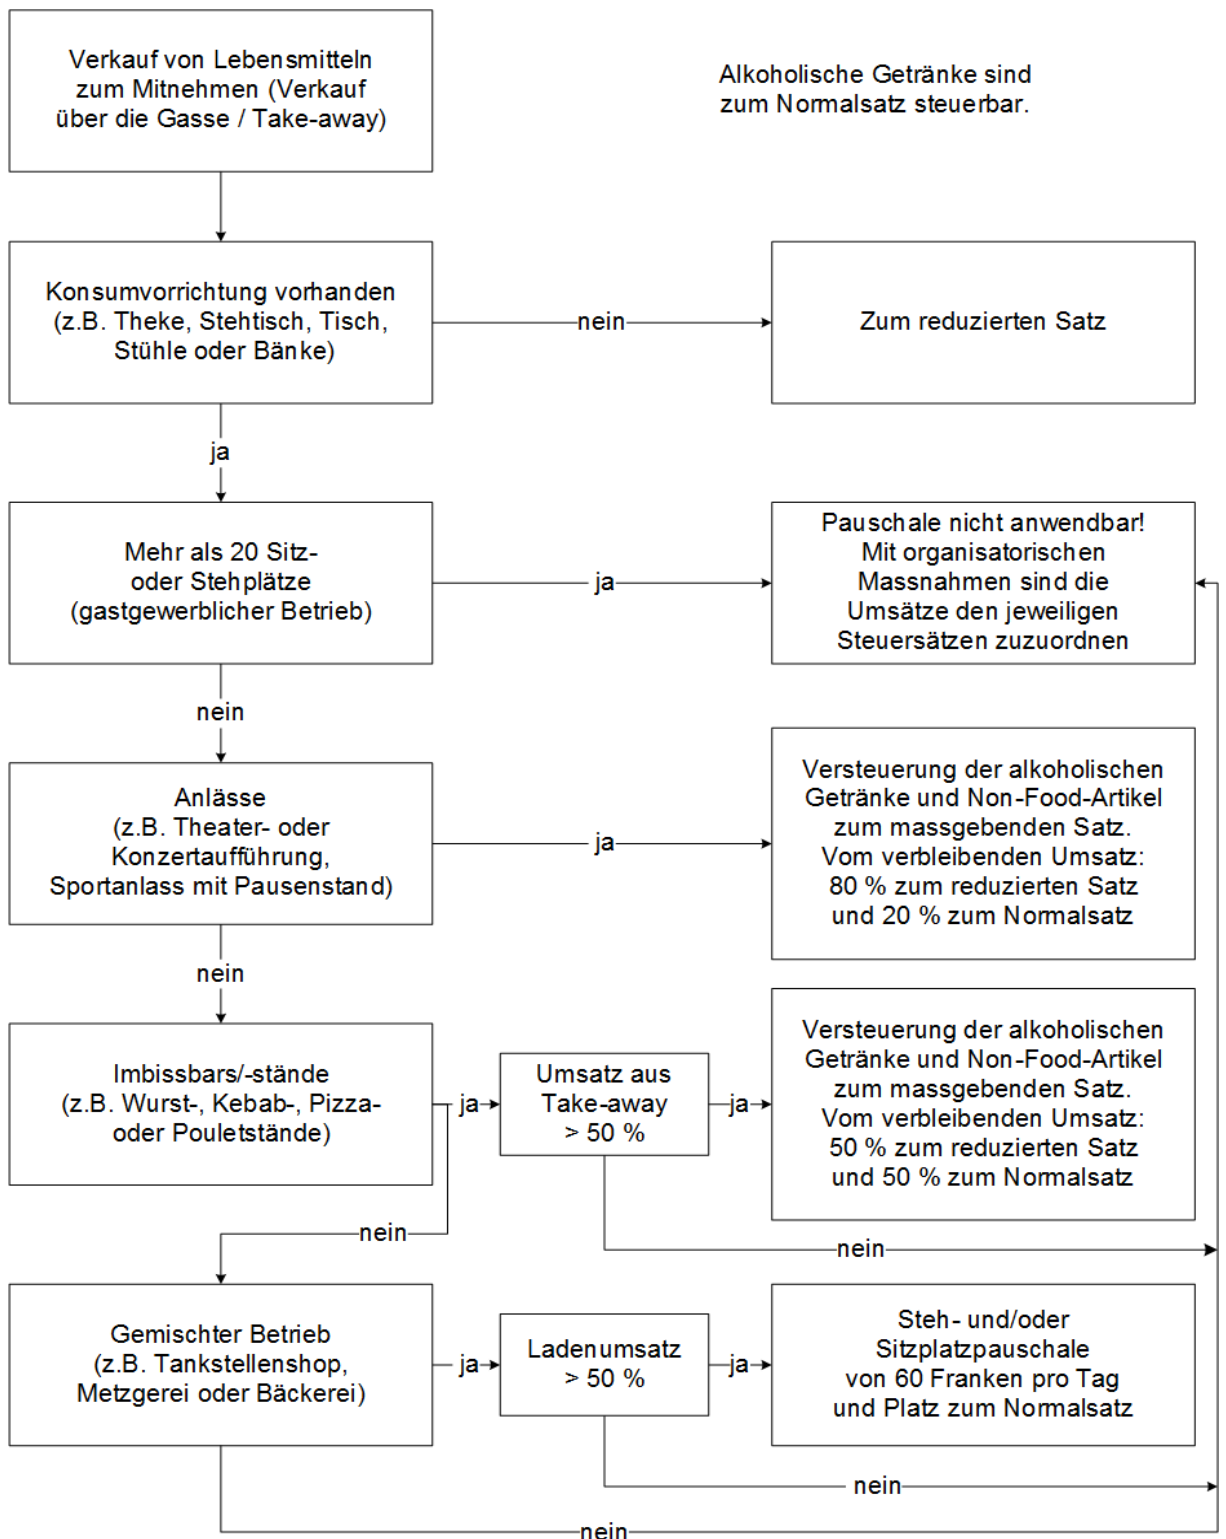 Verkauf von Lebensmitteln
zum Mitnehmen (Verkauf
über die Gasse / Take-away)
Alkoholische Getränke sind
zum Normalsatz steuerbar.
Konsumvorrichtung vorhanden
(z.B. Theke, Stehtisch, Tisch,
Stühle oder Bänke)
nein
Zum reduzierten Satz
ja
Mehr als 20 Sitz-
oder Stehplätze
(gastgewerblicher Betrieb)
ja
Pauschale nicht anwendbar!
Mit organisatorischen
Massnahmen sind die
Umsätze den jeweiligen
Steuersätzen zuzuordnen
nein
Anlässe
(z.B. Theater- oder
Konzertaufführung,
Sportanlass mit Pausenstand)
ja
Versteuerung der alkoholischen
Getränke und Non-Food-Artikel
zum massgebenden Satz.
Vom verbleibenden Umsatz:
80 % zum reduzierten Satz
und 20 % zum Normalsatz
nein
Imbissbars/-stände
(z.B. Wurst-, Kebab-, Pizza-
oder Pouletstände)
ja
Umsatz aus
Take-away
> 50 %
ja
Versteuerung der alkoholischen
Getränke und Non-Food-Artikel
zum massgebenden Satz.
Vom verbleibenden Umsatz:
50 % zum reduzierten Satz
und 50 % zum Normalsatz
nein
nein
Gemischter Betrieb
(z.B. Tankstellenshop,
Metzgerei oder Bäckerei)
ja
Ladenumsatz
> 50 %
ja
Steh- und/oder
Sitzplatzpauschale
von 60 Franken pro Tag
und Platz zum Normalsatz
nein
nein